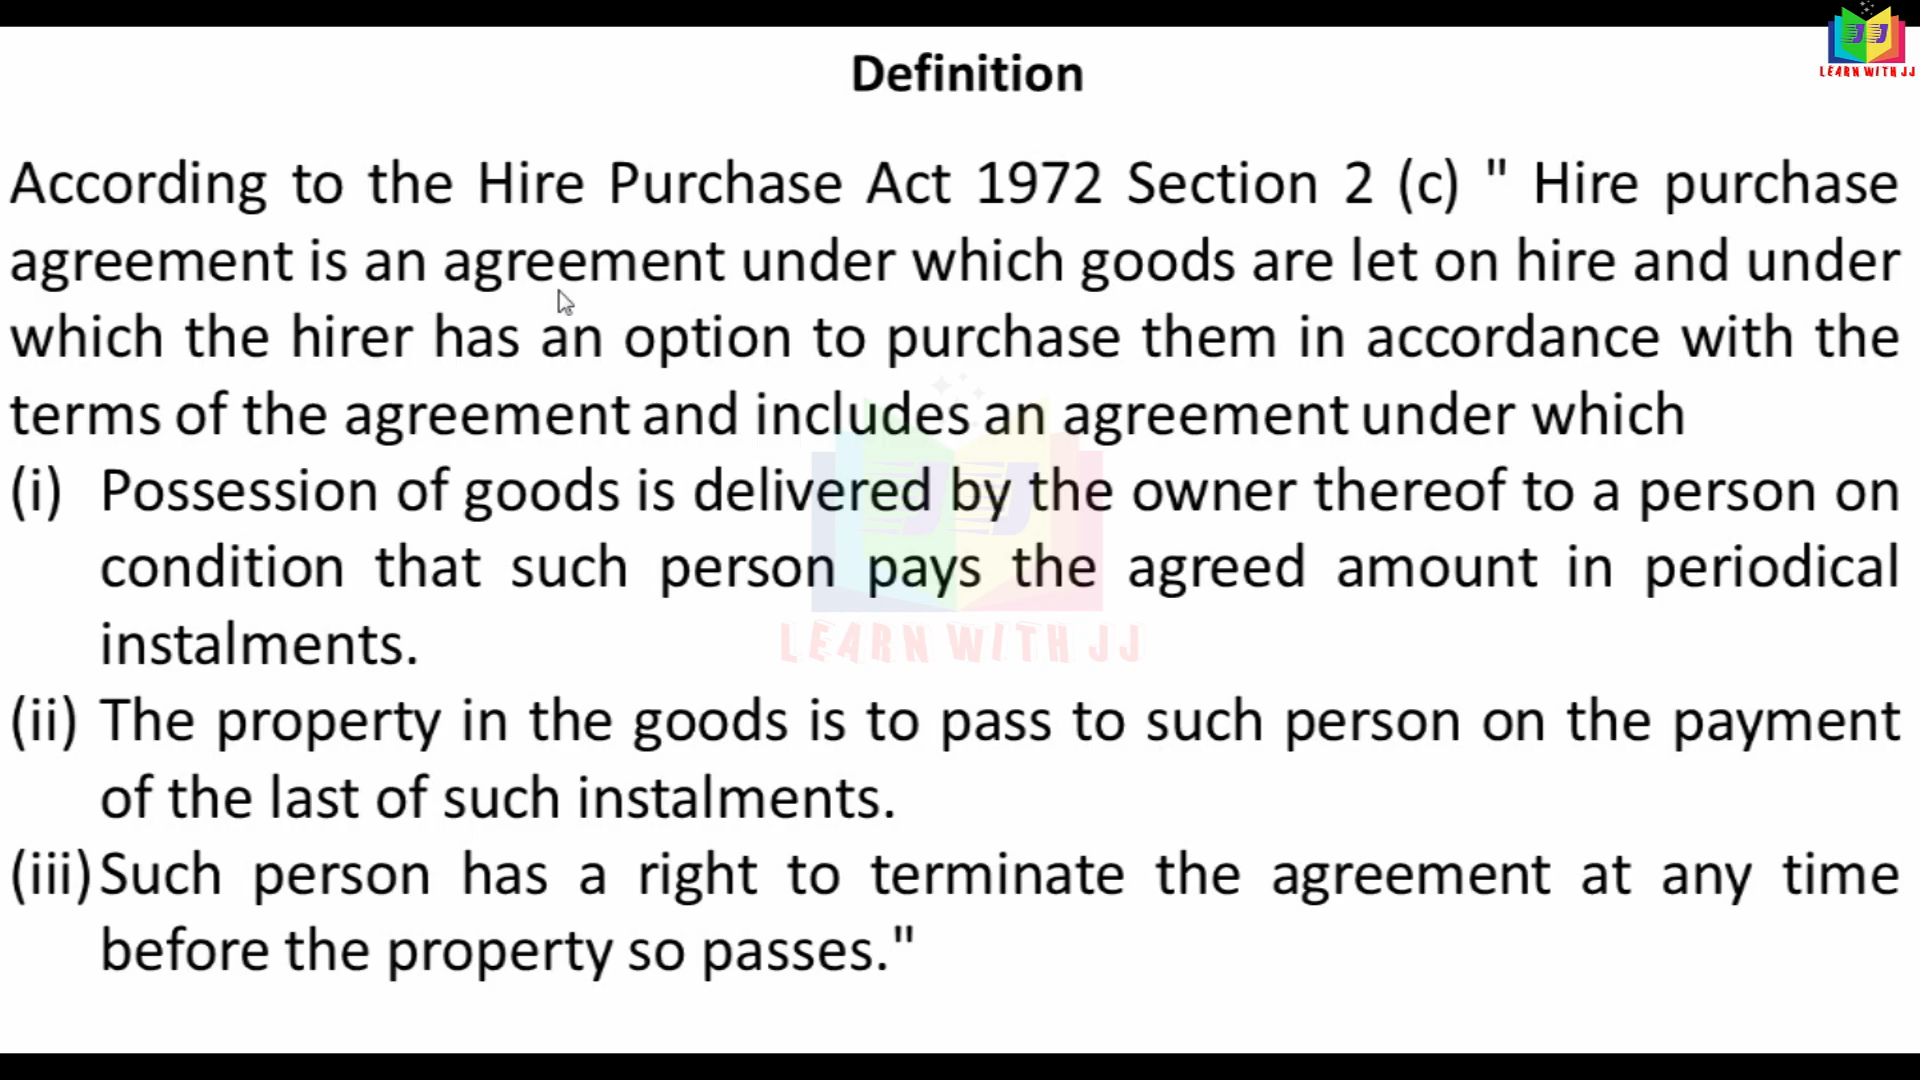 LEARN WITH JJ
Definition
According to the Hire Purchase Act 1972 Section 2 (c) " Hire purchase
agreement is an agreement under which goods are let on hire and under
which the hirer has an option to purchase them in accordance with the
terms of the agreement and includes an agreement under which
(i) Possession of goods is delivered by the owner thereof to a person on
condition that such person pays the agreed amount in periodical
instalments.
LEARN WITH JJ
(ii) The property in the goods is to pass to such person on the payment
of the last of such instalments.
(iii) Such person has a right to terminate the agreement at any time
before the property so passes."